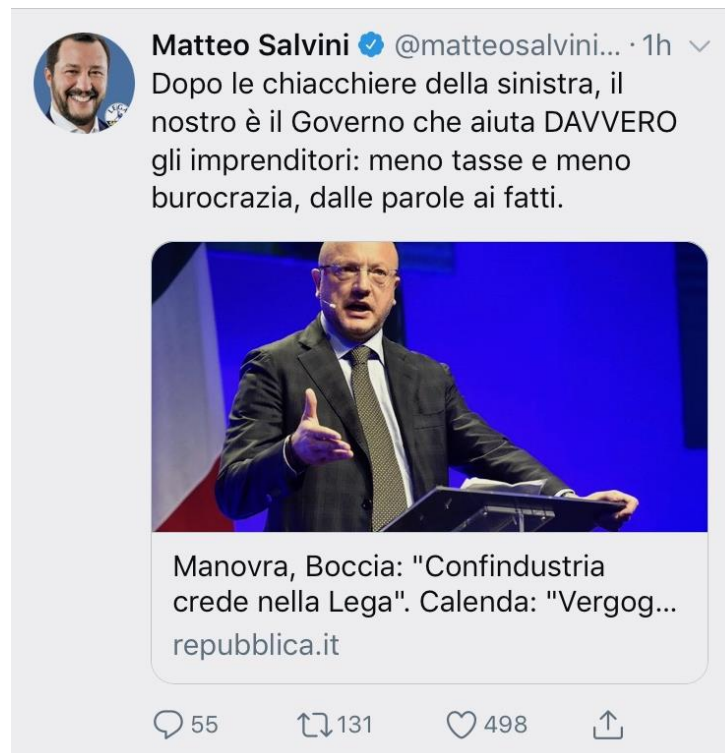 Matteo Salvini @matteosalvini... · 1h
Dopo le chiacchiere della sinistra, il
nostro è il Governo che aiuta DAVVERO
gli imprenditori: meno tasse e meno
burocrazia, dalle parole ai fatti.
Manovra, Boccia: "Confindustria
crede nella Lega". Calenda: "Vergog...
repubblica.it
55 131 498